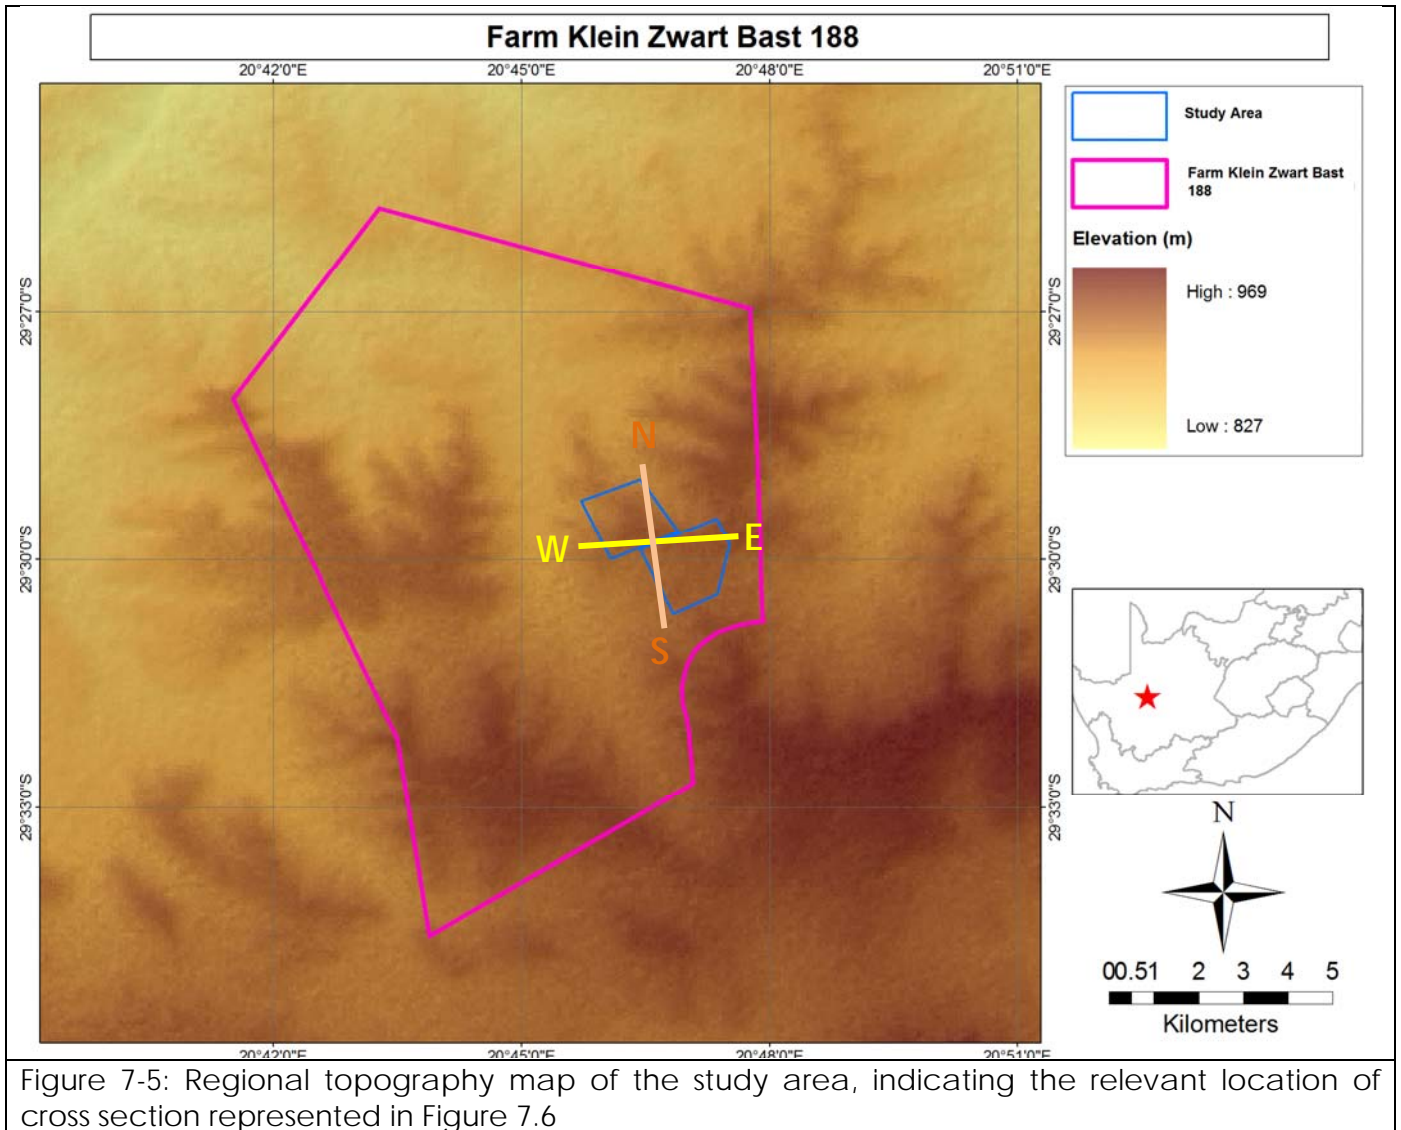 Farm Klein Zwart Bast 188
20°42'0"E 20°45'0"E 20°48'0"E 20°51'0"E
Study Area
Farm Klein Zwart Bast
188
Elevation (m)
High : 969
Low : 827
29°27'0"S 29°27'0"S
N
W E
29°30'0"S 29°30'0"S
S
29°33'0"S 29°33'0"S
N
00.51 2 3 4 5
Kilometers
20°42'0"E 20°45'0"E 20°48'0"E 20°51'0"E
Figure 7-5: Regional topography map of the study area, indicating the relevant location of
cross section represented in Figure 7.6